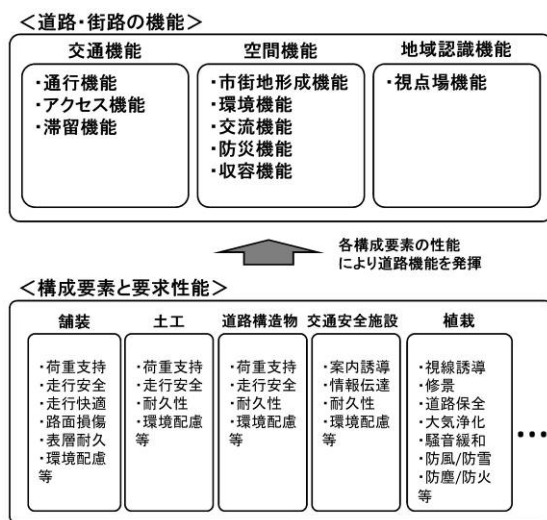 ＜道路・街路の機能＞
交通機能
・通行機能
・アクセス機能
・滞留機能
空間機能
・市街地形成機能
・環境機能
・交流機能
・防災機能
・収容機能
地域認識機能
・視点場機能
各構成要素の性能
により道路機能を発揮
＜構成要素と要求性能＞
舗装
・荷重支持
・走行安全
・走行快適
・路面損傷
・表層耐久
・環境配慮
等
土工
・荷重支持
・走行安全
・耐久性
・環境配慮
等
道路構造物
・荷重支持
・走行安全
・耐久性
・環境配慮
等
交通安全施設
・案内誘導
・情報伝達
・耐久性
・環境配慮
等
植栽
・視線誘導
・修景
・道路保全
・大気浄化
・騒音緩和
・防風/防雪
・防塵/防火
等
…